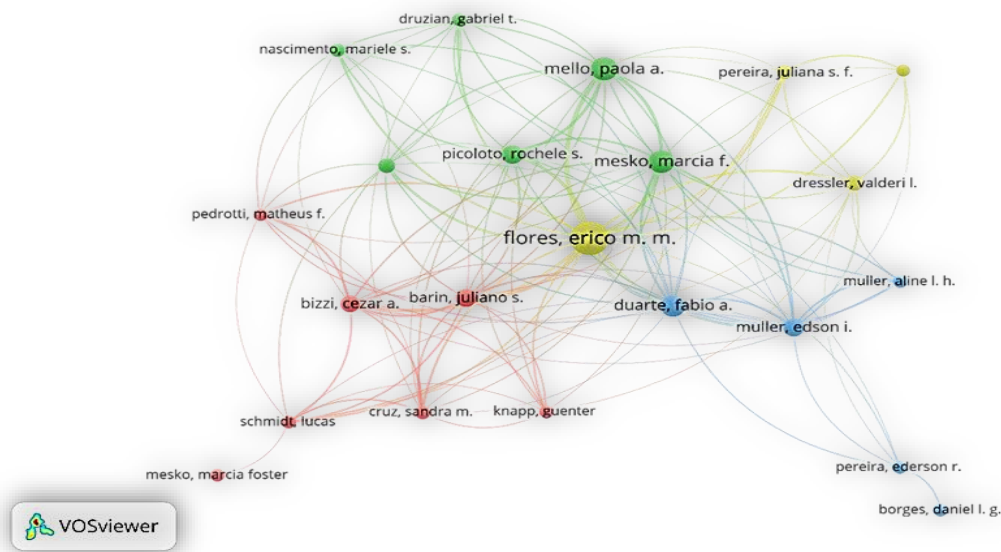 druzian, gabriel t.
nascimento, mariele s.
mello, paola a.
pereira, juliana s. f.
picoloto, rochele s.
mesko, marcia f.
dressler, valderi l.
pedrotti, matheus f.
flores, erico m. m.
muller, aline l. h.
bizzi, cezar a.
barin, juliano s.
duarte, fabio a.
muller, edson i.
schmidt, lucas
cruz, sandra m.
knapp, guenter
mesko, marcia foster
pereira, ederson r.
borges, daniel l. g.
VOSviewer